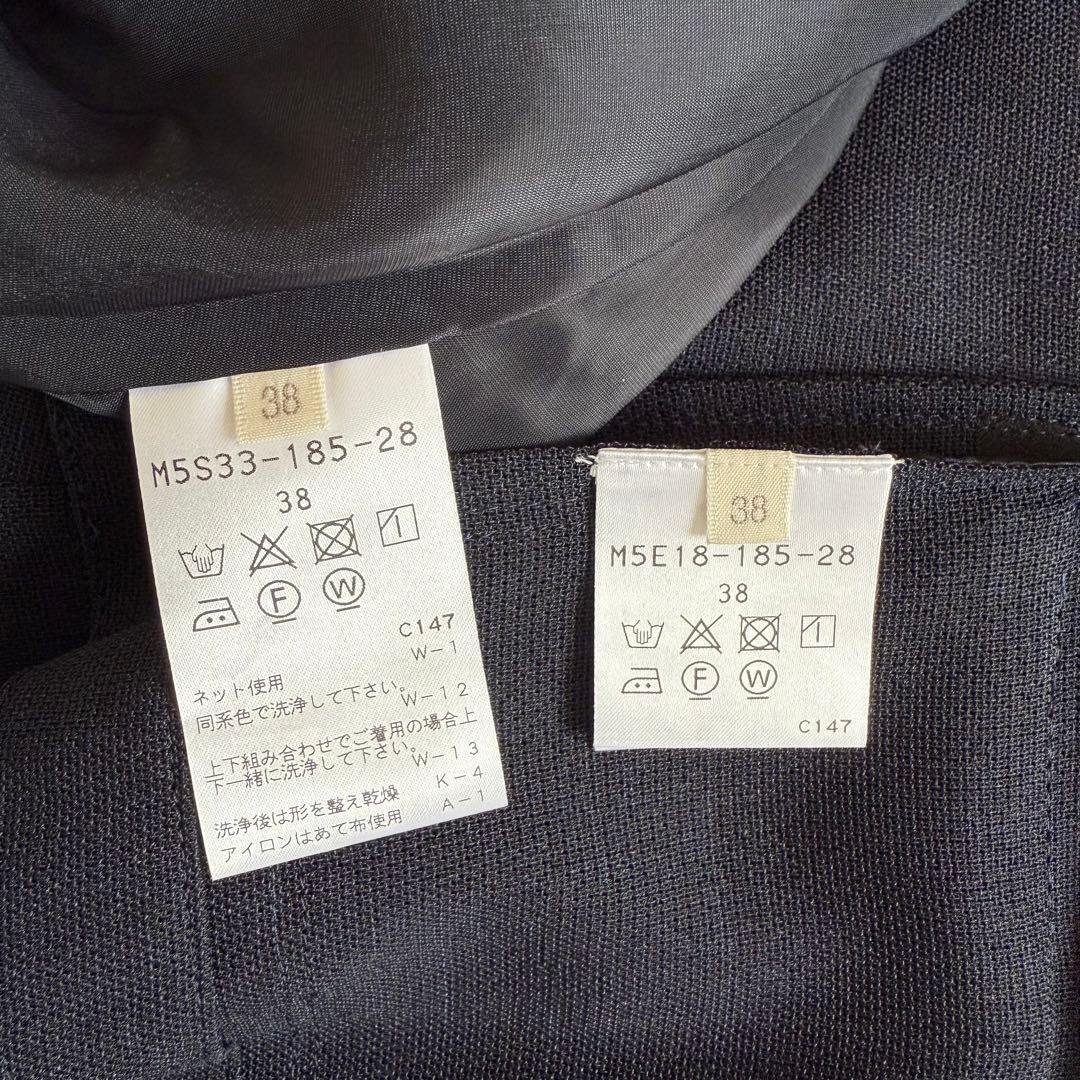 38
M5S33-185-28
38
F W
C147
W-1
ネット使用
同系色で洗浄して下さい。
W-12
上下組み合わせでご着用の場合上
下一緒に洗浄して下さい。
W-13
K-4
洗浄後は形を整え乾燥
A-1
アイロンはあて布使用
38
M5E18-185-28
38
F W
C147